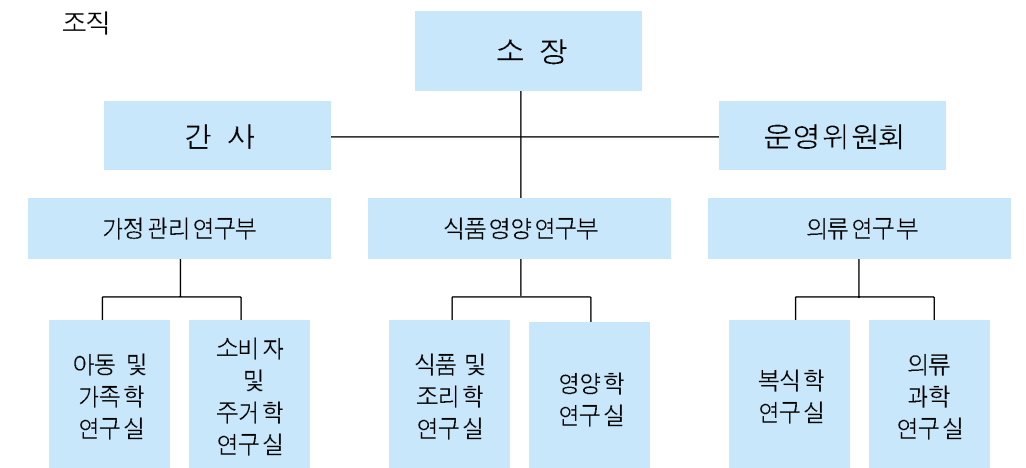 조직
소 장
간 사
운영위원회
가정관리연구부
식품영양연구부
의류연구부
아동 및
가족학
연구실
소비자
및
주거학
연구실
식품 및
조리학
연구실
영양학
연구실
복식학
연구실
의류
과학
연구실